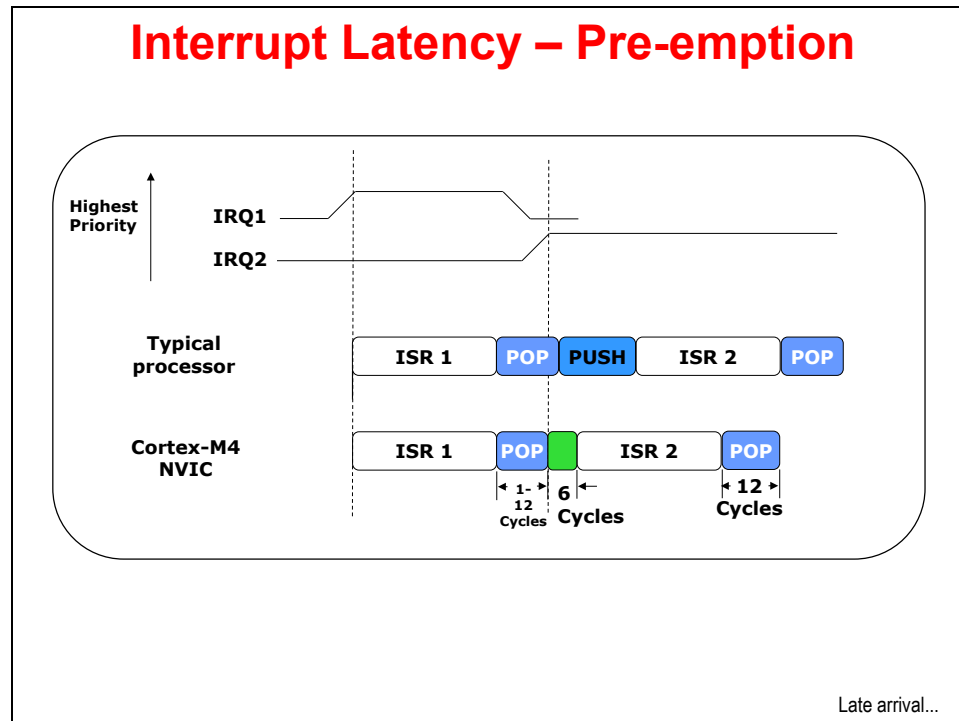 Interrupt Latency – Pre-emption
Highest
Priority
IRQ1
IRQ2
Typical
processor
ISR 1
POP
PUSH
ISR 2
POP
Cortex-M4
NVIC
ISR 1
POP
ISR 2
POP
1-
12
Cycles
6
Cycles
12
Cycles
Late arrival...